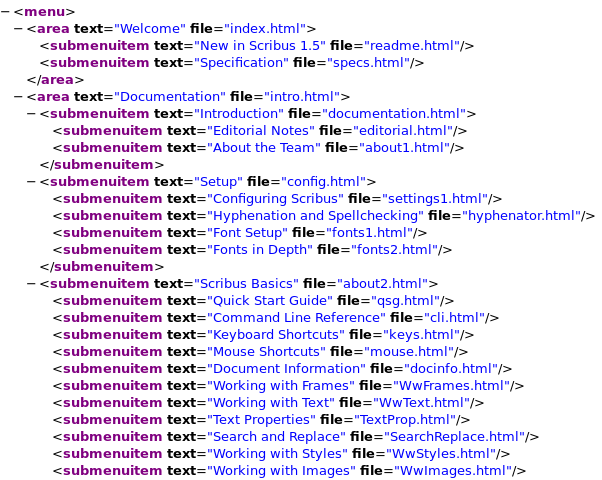 − <menu>
− <area text="Welcome" file="index.html">
<submenuitem text="New in Scribus 1.5" file="readme.html"/>
<submenuitem text="Specification" file="specs.html"/>
</area>
− <area text="Documentation" file="intro.html">
− <submenuitem text="Introduction" file="documentation.html">
<submenuitem text="Editorial Notes" file="editorial.html"/>
<submenuitem text="About the Team" file="about1.html"/>
</submenuitem>
− <submenuitem text="Setup" file="config.html">
<submenuitem text="Configuring Scribus" file="settings1.html"/>
<submenuitem text="Hyphenation and Spellchecking" file="hyphenator.html"/>
<submenuitem text="Font Setup" file="fonts1.html"/>
<submenuitem text="Fonts in Depth" file="fonts2.html"/>
</submenuitem>
− <submenuitem text="Scribus Basics" file="about2.html">
<submenuitem text="Quick Start Guide" file="qsg.html"/>
<submenuitem text="Command Line Reference" file="cli.html"/>
<submenuitem text="Keyboard Shortcuts" file="keys.html"/>
<submenuitem text="Mouse Shortcuts" file="mouse.html"/>
<submenuitem text="Document Information" file="docinfo.html"/>
<submenuitem text="Working with Frames" file="WwFrames.html"/>
<submenuitem text="Working with Text" file="WwText.html"/>
<submenuitem text="Text Properties" file="TextProp.html"/>
<submenuitem text="Search and Replace" file="SearchReplace.html"/>
<submenuitem text="Working with Styles" file="WwStyles.html"/>
<submenuitem text="Working with Images" file="WwImages.html"/>